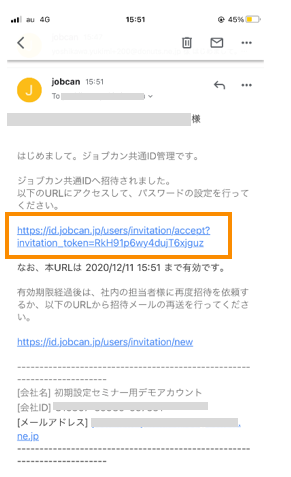 au 4G 15:51 45%
jobcan 15:51
J
To
様
はじめまして。ジョブカン共通ID管理です。
ジョブカン共通IDへ招待されました。
以下のURLにアクセスして、パスワードの設定を行って
ください。
https://id.jobcan.jp/users/invitation/accept?
invitation_token=RkH91p6wy4dujT6xjguz
なお、本URLは 2020/12/11 15:51 まで有効です。
有効期限経過後は、社内の担当者様に再度招待を依頼す
るか、以下のURLから招待メールの再送を行ってくださ
い。
https://id.jobcan.jp/users/invitation/new
--------------------------------------------------------
--------------------
[会社名] 初期設定セミナー用デモアカウント
[会社ID]
[メールアドレス]
ne.jp
--------------------------------------------------------
--------------------